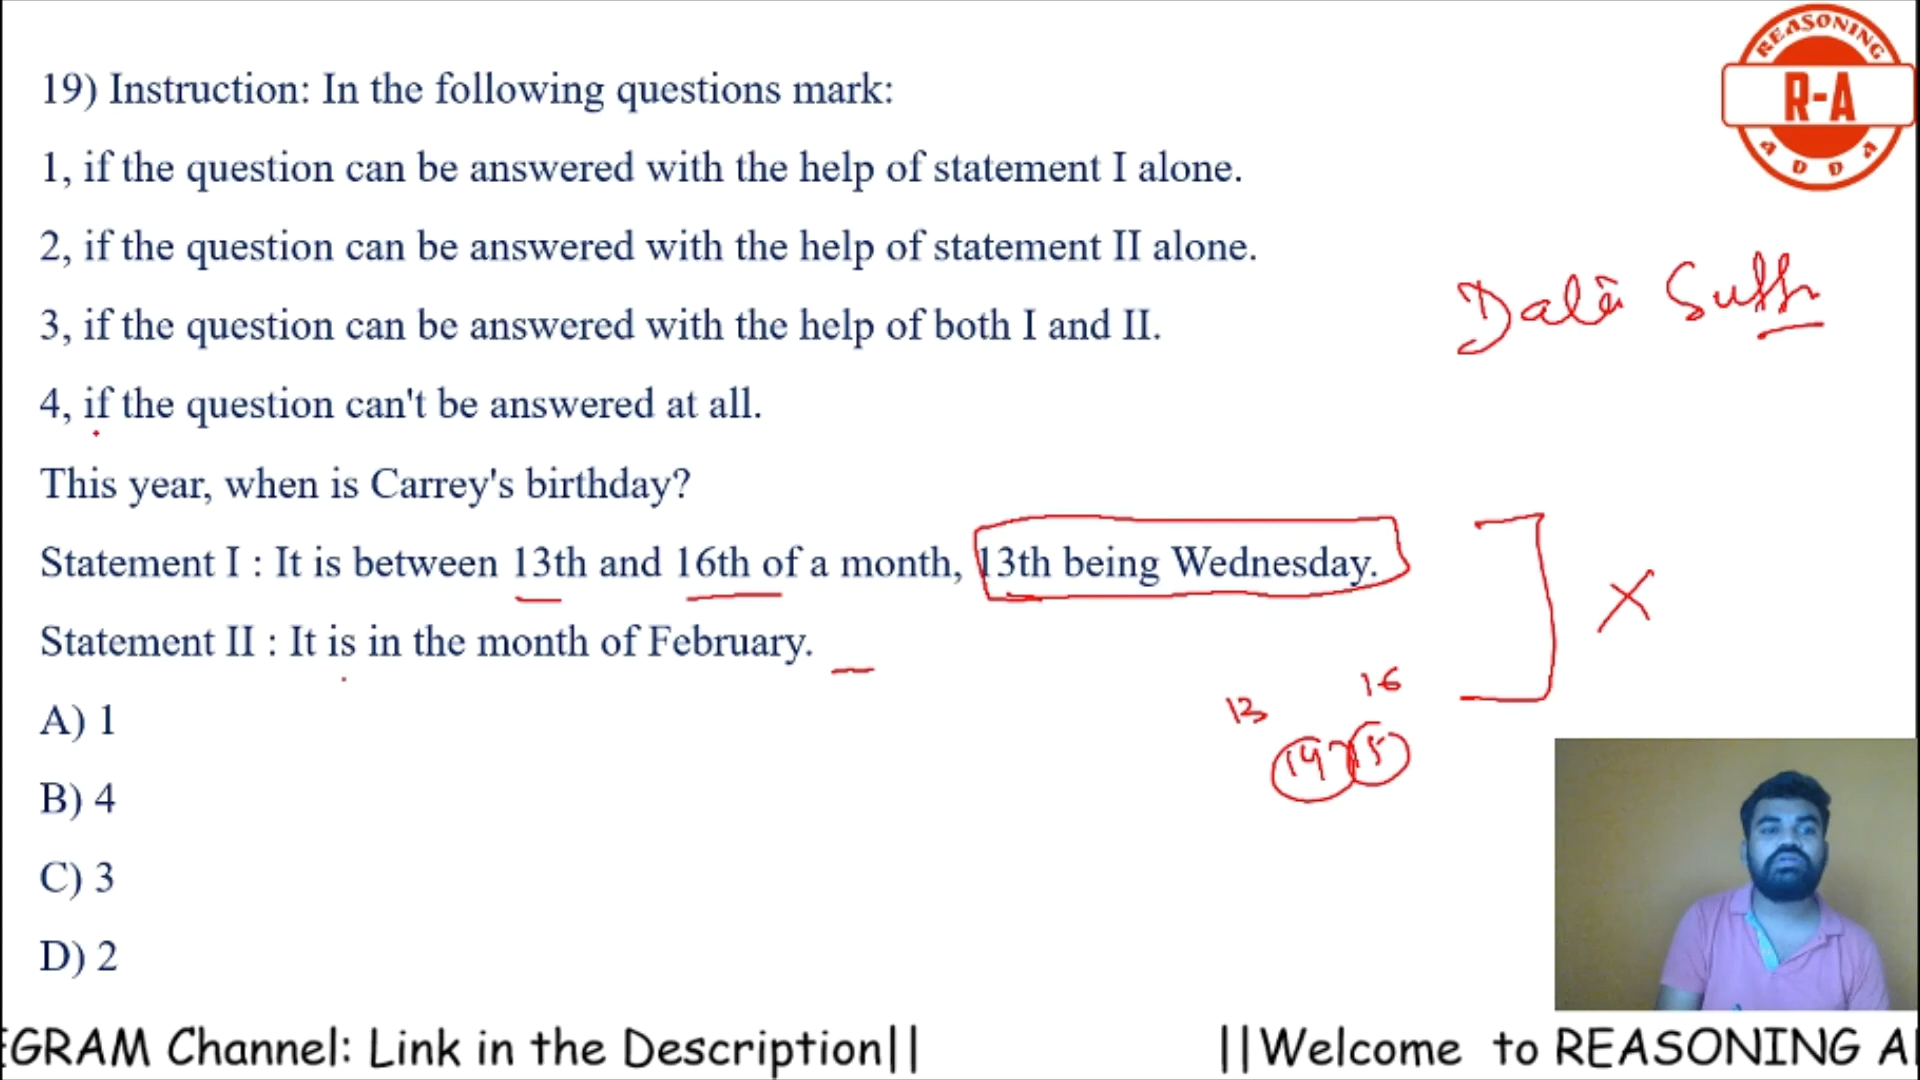 19) Instruction: In the following questions mark:
1, if the question can be answered with the help of statement I alone.
2, if the question can be answered with the help of statement II alone.
3, if the question can be answered with the help of both I and II.
4, if the question can't be answered at all.
This year, when is Carrey's birthday?
Statement I : It is between 13th and 16th of a month, 13th being Wednesday.
Statement II : It is in the month of February.
A) 1
B) 4
C) 3
D) 2
REASONING
R-A
ADDA
Suff
13
16
14
15
EGRAM Channel: Link in the Description|| ||Welcome to REASONING A